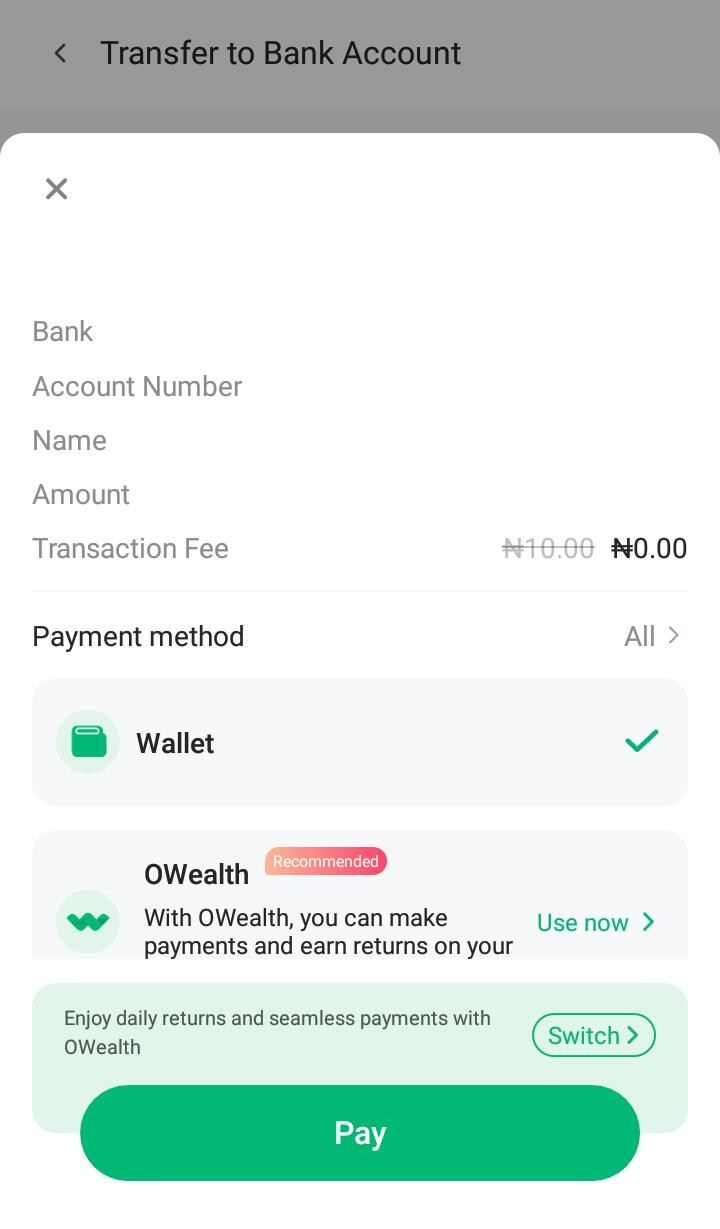 Transfer to Bank Account
Bank
Account Number
Name
Amount
Transaction Fee ₦10.00 ₦0.00
Payment method All
Wallet
OWealth Recommended
With OWealth, you can make
payments and earn returns on your
Use now
Enjoy daily returns and seamless payments with
OWealth
Switch
Pay